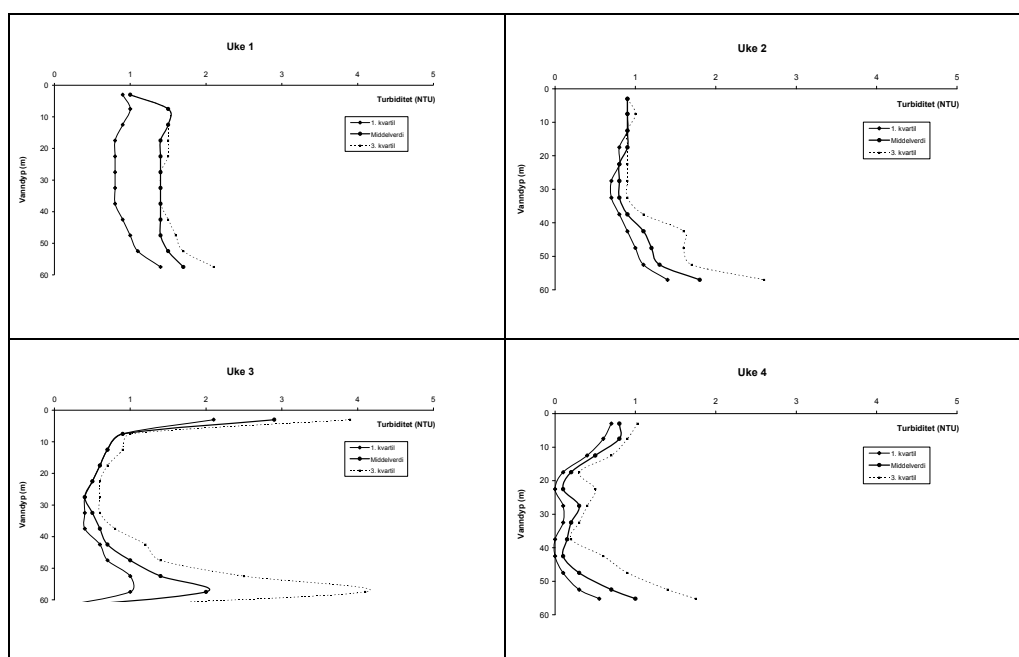 Uke 1
0 1 2 3 4 5
Turbiditet (NTU)
1. kvartil
Middelverdi
3. kvartil
Vanndyp (m)
0
10
20
30
40
50
60
Uke 2
0 1 2 3 4 5
Turbiditet (NTU)
1. kvartil
Middelverdi
3. kvartil
Vanndyp (m)
0
10
20
30
40
50
60
Uke 3
0 1 2 3 4 5
Turbiditet (NTU)
1. kvartil
Middelverdi
3. kvartil
Vanndyp (m)
0
10
20
30
40
50
60
Uke 4
0 1 2 3 4 5
Turbiditet (NTU)
1. kvartil
Middelverdi
3. kvartil
Vanndyp (m)
0
10
20
30
40
50
60